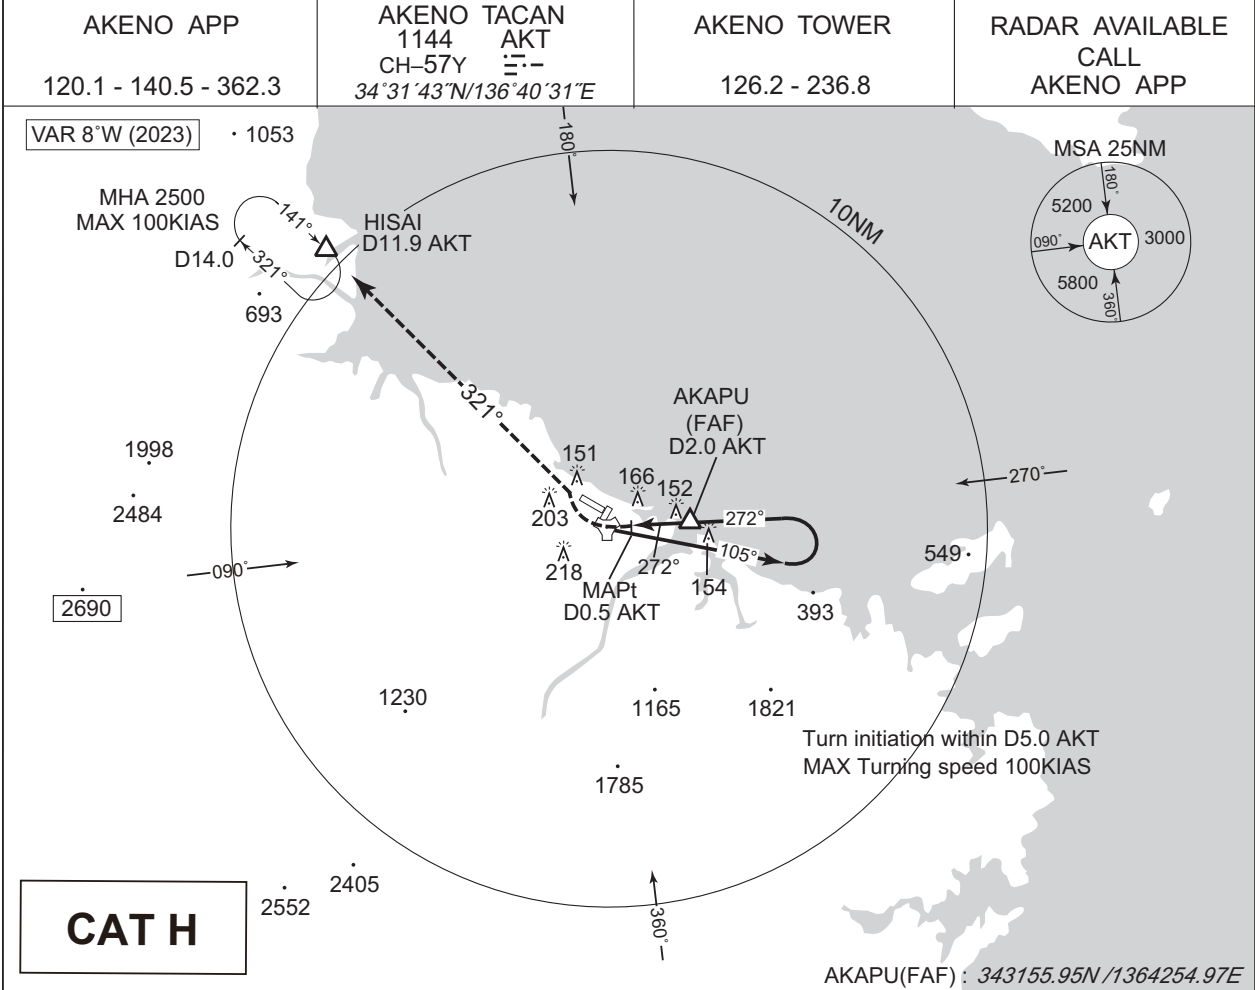 AKENO APP
120.1 - 140.5 - 362.3
AKENO TACAN
1144 AKT
CH–57Y
34°31´43˝N/136°40´31˝E
AKENO TOWER
126.2 - 236.8
RADAR AVAILABLE
CALL
AKENO APP
VAR 8˚W (2023)
1053
180°
MSA 25NM
180°
5200
090°
AKT
3000
5800
360°
MHA 2500
MAX 100KIAS
141°
HISAI
D11.9 AKT
D14.0
321°
693
10NM
321°
AKAPU
(FAF)
D2.0 AKT
1998
2484
151
166
152
203
270°
272°
105°
549
218
272°
154
090°
2690
MAPt
D0.5 AKT
393
1230
1165
1821
Turn initiation within D5.0 AKT
MAX Turning speed 100KIAS
1785
2405
2552
360°
CAT H
AKAPU(FAF) : 343155.95N /1364254.97E